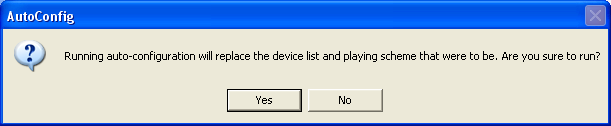 AutoConfig
Running auto-configuration will replace the device list and playing scheme that were to be. Are you sure to run?
Yes
No